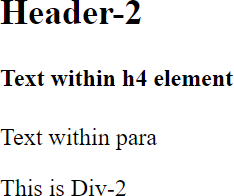 Header-2
Text within h4 element
Text within para
This is Div-2